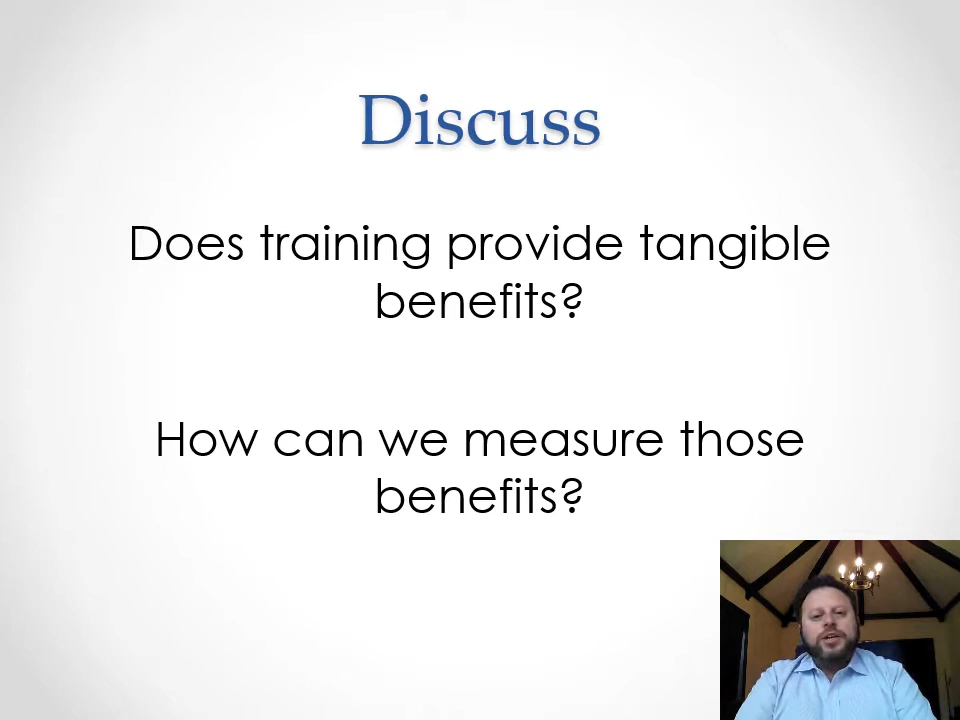 Discuss
Does training provide tangible
benefits?
How can we measure those
benefits?